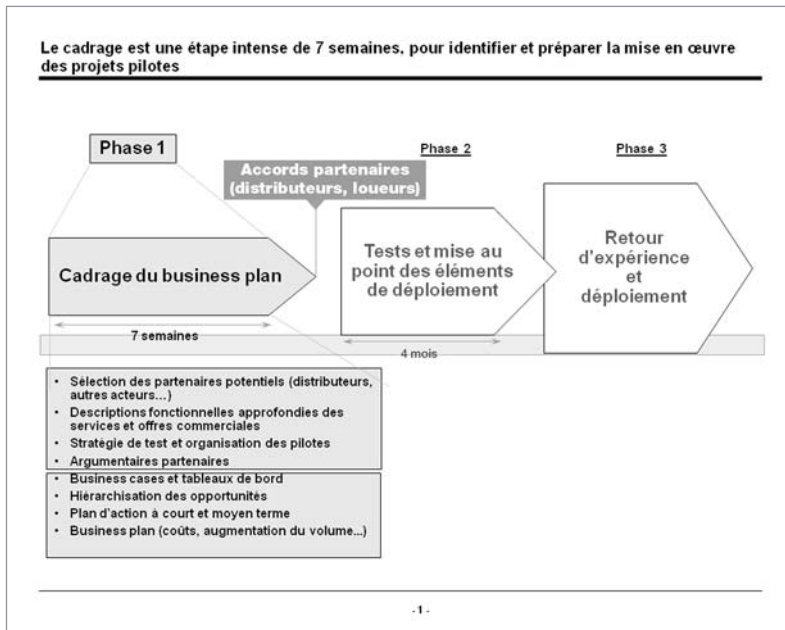 Le cadrage est une étape intense de 7 semaines, pour identifier et préparer la mise en œuvre
des projets pilotes
Phase 1
Accords partenaires
(distributeurs, loueurs)
Phase 2
Phase 3
Cadrage du business plan
Tests et mise au
point des éléments
de déploiement
Retour
d'expérience
et
déploiement
7 semaines
4 mois
• Sélection des partenaires potentiels (distributeurs,
autres acteurs...)
• Descriptions fonctionnelles approfondies des
services et offres commerciales
• Stratégie de test et organisation des pilotes
• Argumentaires partenaires
• Business cases et tableaux de bord
• Hiérarchisation des opportunités
• Plan d'action à court et moyen terme
• Business plan (coûts, augmentation du volume...)
- 1 -